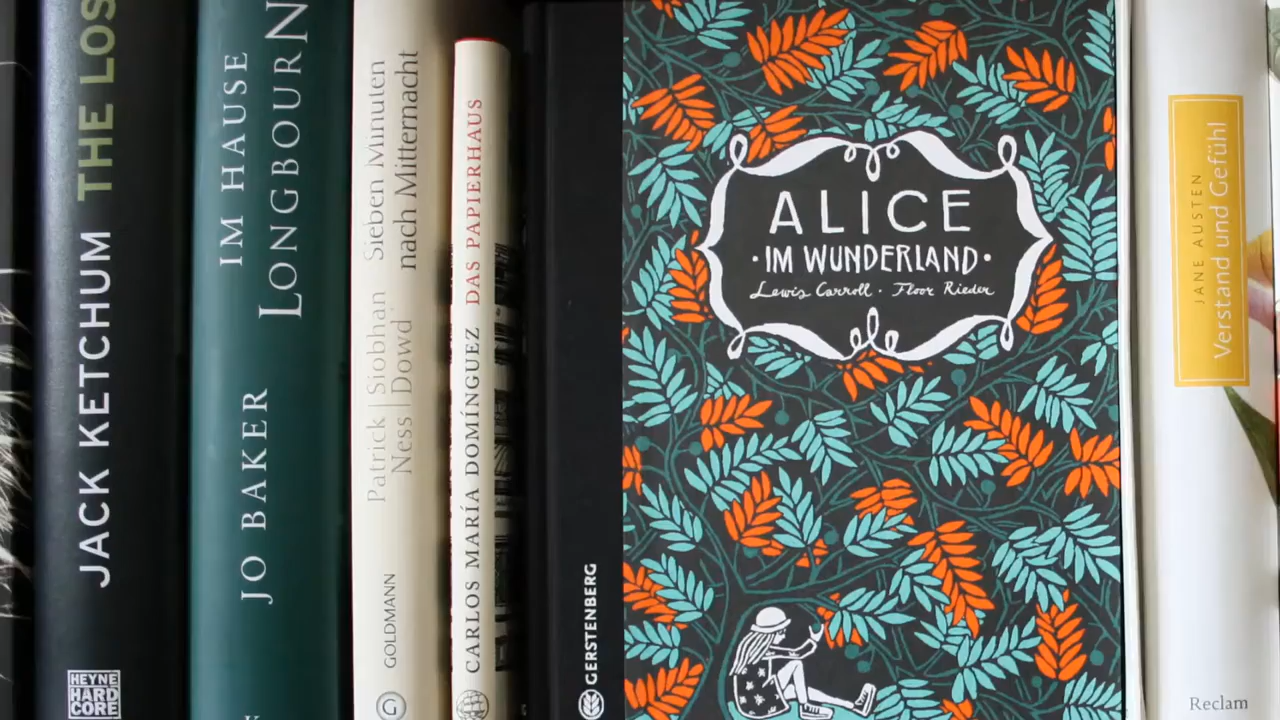 JACK KETCHUM THE LOS
HEYNE
HARD
CORE
JO BAKER
IM HAUSE
LONGBOURN
Patrick | Siobhan
Ness | Dowd
Sieben Minuten
nach Mitternacht
GOLDMANN
G
CARLOS MARÍA DOMÍNGUEZ DAS PAPIERHAUS
GERSTENBERG
ALICE
· IM WUNDERLAND ·
Lewis Carroll · Floor Rieder
JANE AUSTEN
Verstand und Gefühl
Reclam